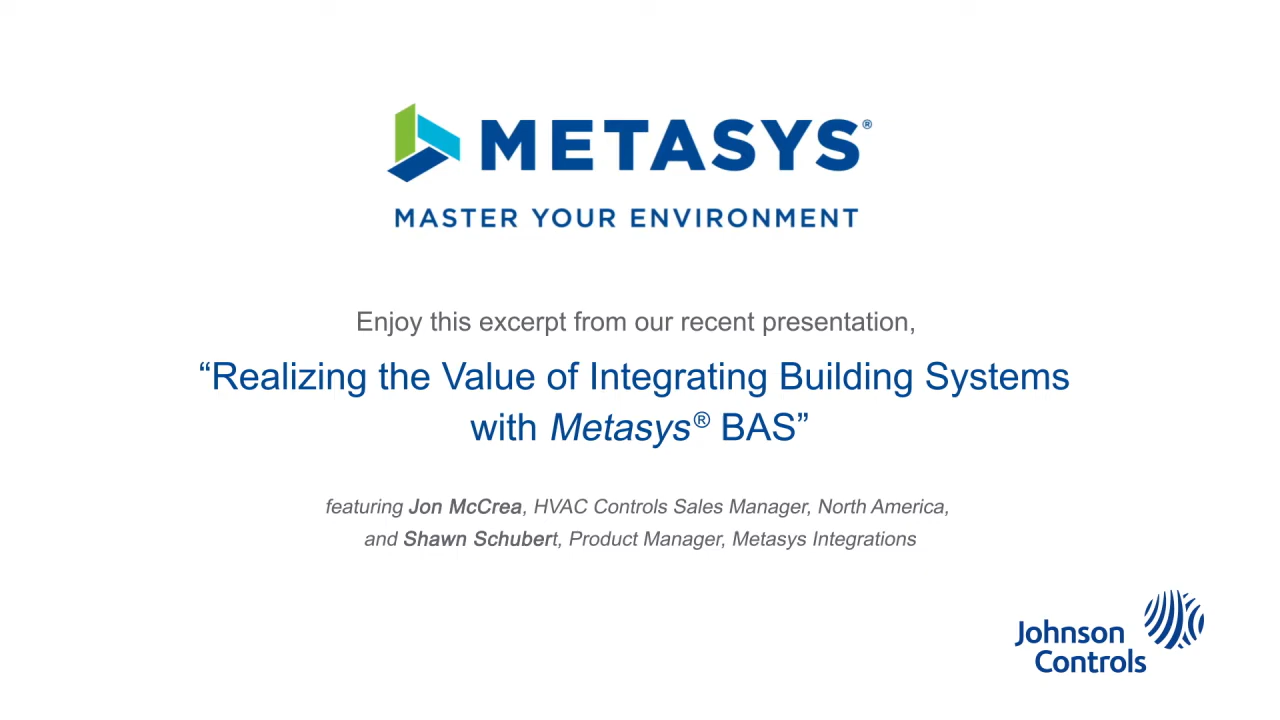 METASYS®
MASTER YOUR ENVIRONMENT
Enjoy this excerpt from our recent presentation,
“Realizing the Value of Integrating Building Systems
with Metasys® BAS”
featuring Jon McCrea, HVAC Controls Sales Manager, North America,
and Shawn Schubert, Product Manager, Metasys Integrations
Johnson
Controls